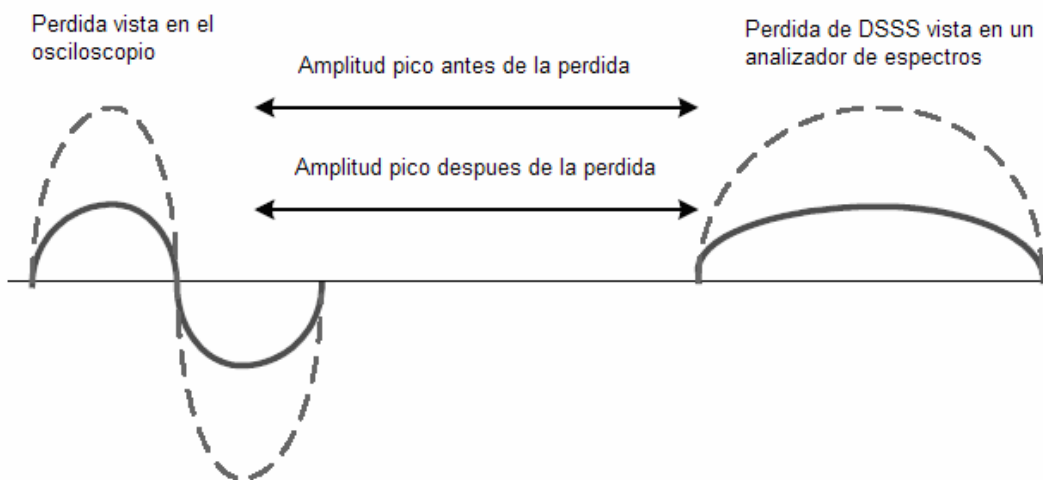 Perdida vista en el
osciloscopio
Amplitud pico antes de la perdida
Amplitud pico despues de la perdida
Perdida de DSSS vista en un
analizador de espectros